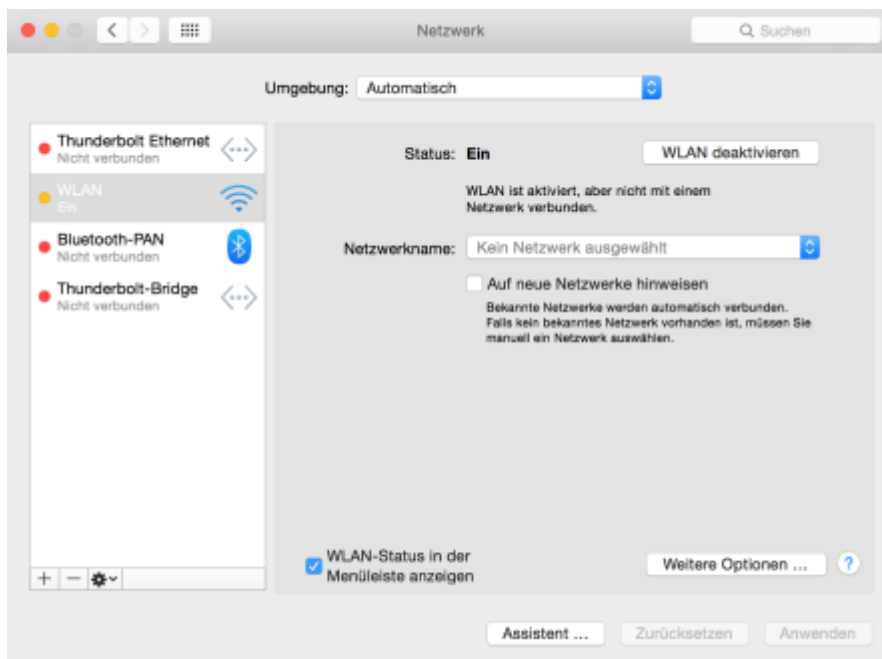 Netzwerk
Suchen
Umgebung: Automatisch
Thunderbolt Ethernet
Nicht verbunden
WLAN
Ein
Bluetooth-PAN
Nicht verbunden
Thunderbolt-Bridge
Nicht verbunden
Status: Ein
WLAN deaktivieren
WLAN ist aktiviert, aber nicht mit einem
Netzwerk verbunden.
Netzwerkname: Kein Netzwerk ausgewählt
Auf neue Netzwerke hinweisen
Bekannte Netzwerke werden automatisch verbunden.
Falls kein bekanntes Netzwerk vorhanden ist, müssen Sie
manuell ein Netzwerk auswählen.
WLAN-Status in der
Menüleiste anzeigen
Weitere Optionen ...
?
Assistent ...
Zurücksetzen
Anwenden